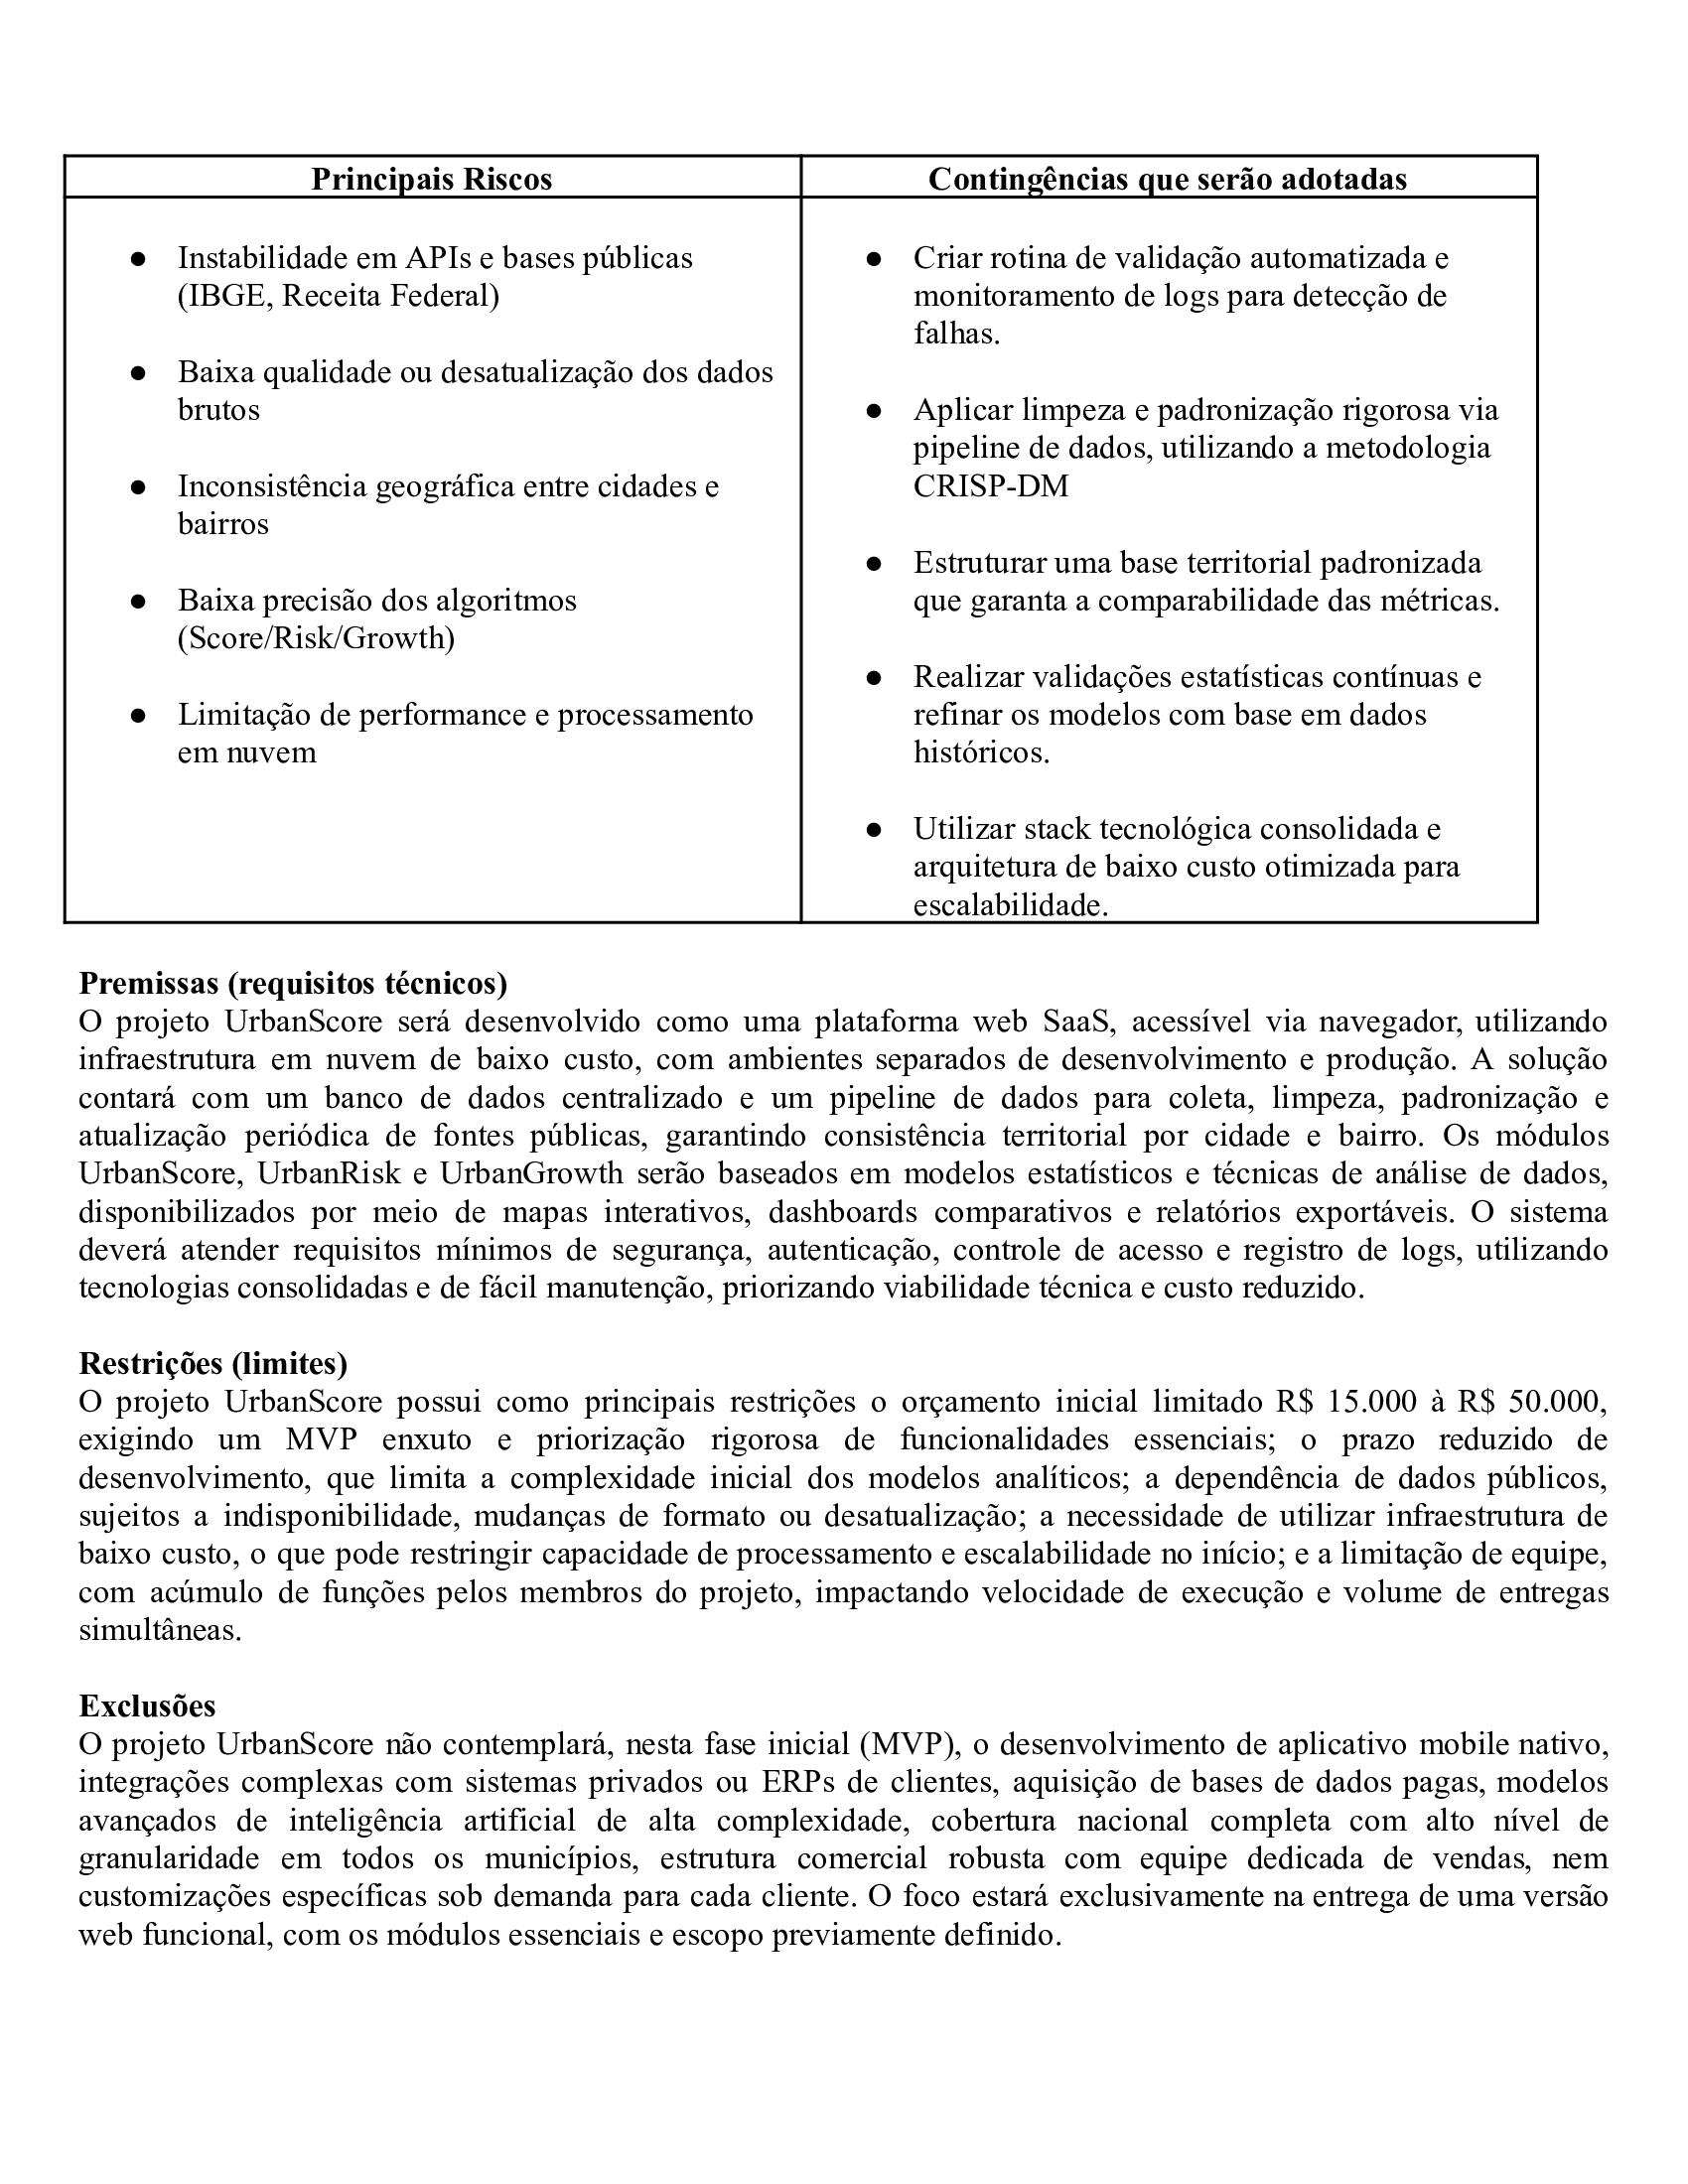 Principais Riscos
Contingências que serão adotadas
● Instabilidade em APIs e bases públicas
(IBGE, Receita Federal)
● Baixa qualidade ou desatualização dos dados
brutos
● Inconsistência geográfica entre cidades e
bairros
● Baixa precisão dos algoritmos
(Score/Risk/Growth)
● Limitação de performance e processamento
em nuvem
● Criar rotina de validação automatizada e
monitoramento de logs para detecção de
falhas.
● Aplicar limpeza e padronização rigorosa via
pipeline de dados, utilizando a metodologia
CRISP-DM
● Estruturar uma base territorial padronizada
que garanta a comparabilidade das métricas.
● Realizar validações estatísticas contínuas e
refinar os modelos com base em dados
históricos.
● Utilizar stack tecnológica consolidada e
arquitetura de baixo custo otimizada para
escalabilidade.
Premissas (requisitos técnicos)
O projeto UrbanScore será desenvolvido como uma plataforma web SaaS, acessível via navegador, utilizando
infraestrutura em nuvem de baixo custo, com ambientes separados de desenvolvimento e produção. A solução
contará com um banco de dados centralizado e um pipeline de dados para coleta, limpeza, padronização e
atualização periódica de fontes públicas, garantindo consistência territorial por cidade e bairro. Os módulos
UrbanScore, UrbanRisk e UrbanGrowth serão baseados em modelos estatísticos e técnicas de análise de dados,
disponibilizados por meio de mapas interativos, dashboards comparativos e relatórios exportáveis. O sistema
deverá atender requisitos mínimos de segurança, autenticação, controle de acesso e registro de logs, utilizando
tecnologias consolidadas e de fácil manutenção, priorizando viabilidade técnica e custo reduzido.
Restrições (limites)
O projeto UrbanScore possui como principais restrições o orçamento inicial limitado R$ 15.000 à R$ 50.000,
exigindo um MVP enxuto e priorização rigorosa de funcionalidades essenciais; o prazo reduzido de
desenvolvimento, que limita a complexidade inicial dos modelos analíticos; a dependência de dados públicos,
sujeitos a indisponibilidade, mudanças de formato ou desatualização; a necessidade de utilizar infraestrutura de
baixo custo, o que pode restringir capacidade de processamento e escalabilidade no início; e a limitação de equipe,
com acúmulo de funções pelos membros do projeto, impactando velocidade de execução e volume de entregas
simultâneas.
Exclusões
O projeto UrbanScore não contemplará, nesta fase inicial (MVP), o desenvolvimento de aplicativo mobile nativo,
integrações complexas com sistemas privados ou ERPs de clientes, aquisição de bases de dados pagas, modelos
avançados de inteligência artificial de alta complexidade, cobertura nacional completa com alto nível de
granularidade em todos os municípios, estrutura comercial robusta com equipe dedicada de vendas, nem
customizações específicas sob demanda para cada cliente. O foco estará exclusivamente na entrega de uma versão
web funcional, com os módulos essenciais e escopo previamente definido.